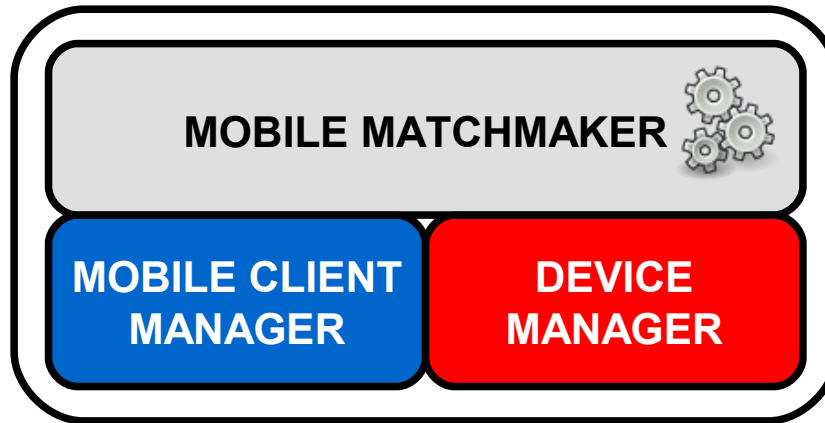 MOBILE MATCHMAKER
MOBILE CLIENT
MANAGER
DEVICE
MANAGER